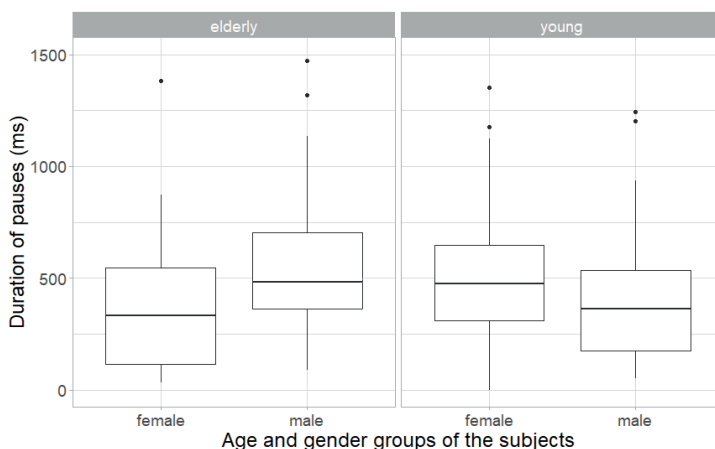 elderly young
Duration of pauses (ms)
1500
1000
500
0
female male female male
Age and gender groups of the subjects